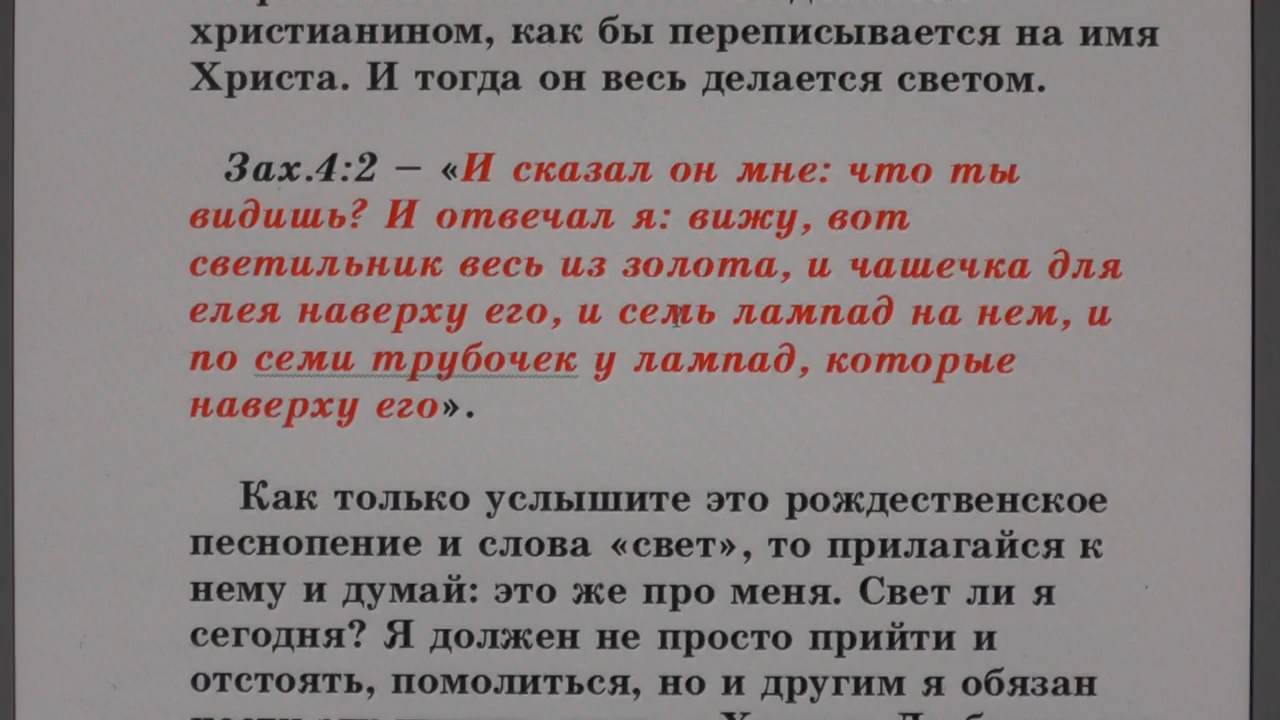 христианином, как бы переписывается на имя
Христа. И тогда он весь делается светом.
Зах.4:2 – «И сказал он мне: что ты
видишь? И отвечал я: вижу, вот
светильник весь из золота, и чашечка для
елея наверху его, и семь лампад на нем, и
по семи трубочек у лампад, которые
наверху его».
Как только услышите это рождественское
песнопение и слова «свет», то прилагайся к
нему и думай: это же про меня. Свет ли я
сегодня? Я должен не просто прийти и
отстоять, помолиться, но и другим я обязан